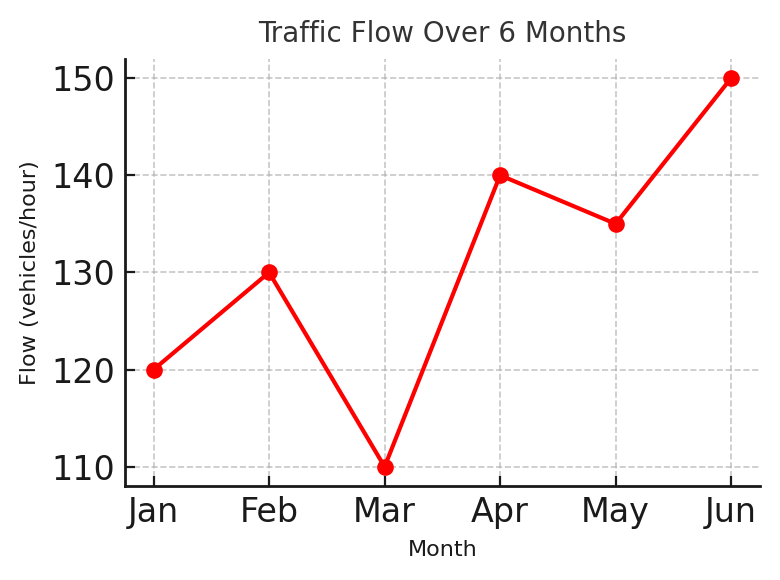 Traffic Flow Over 6 Months
Flow (vehicles/hour)
150
140
130
120
110
Jan Feb Mar Apr May Jun
Month